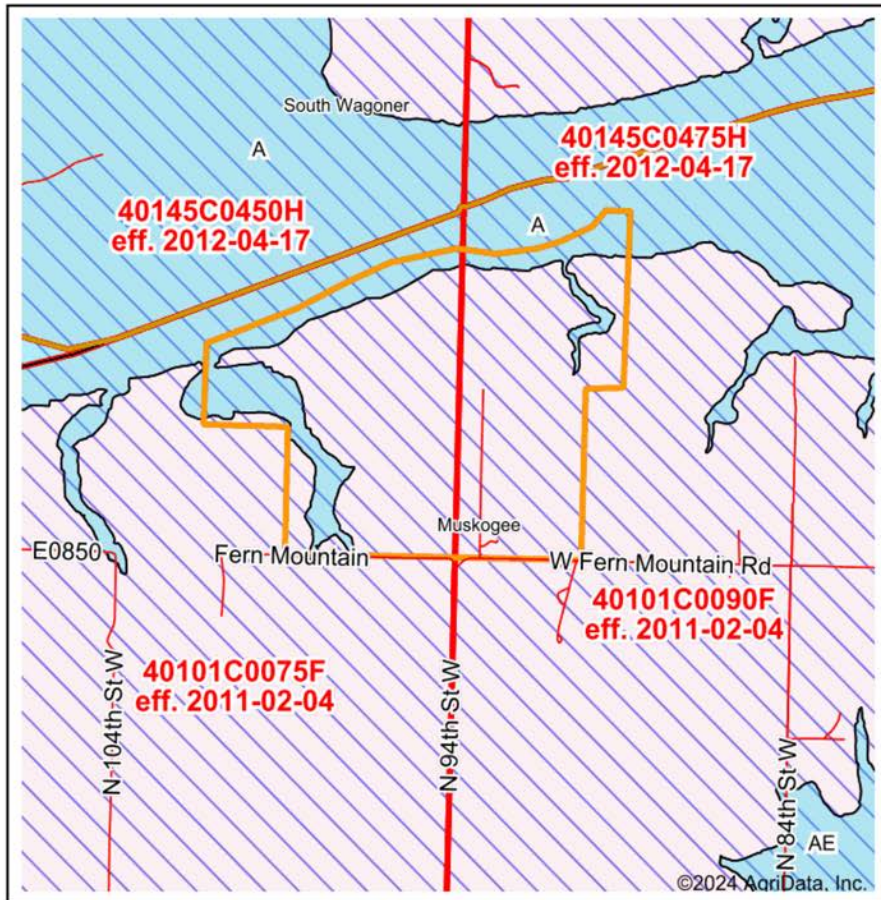 South Wagoner
A
40145C0475H
eff. 2012-04-17
40145C0450H
eff. 2012-04-17
A
Muskogee
E0850
Fern Mountain
W Fern Mountain Rd
40101C0090F
eff. 2011-02-04
40101C0075F
eff. 2011-02-04
N 104th St W
N 94th St W
N 84th St W
AE
©2024 AgriData, Inc.